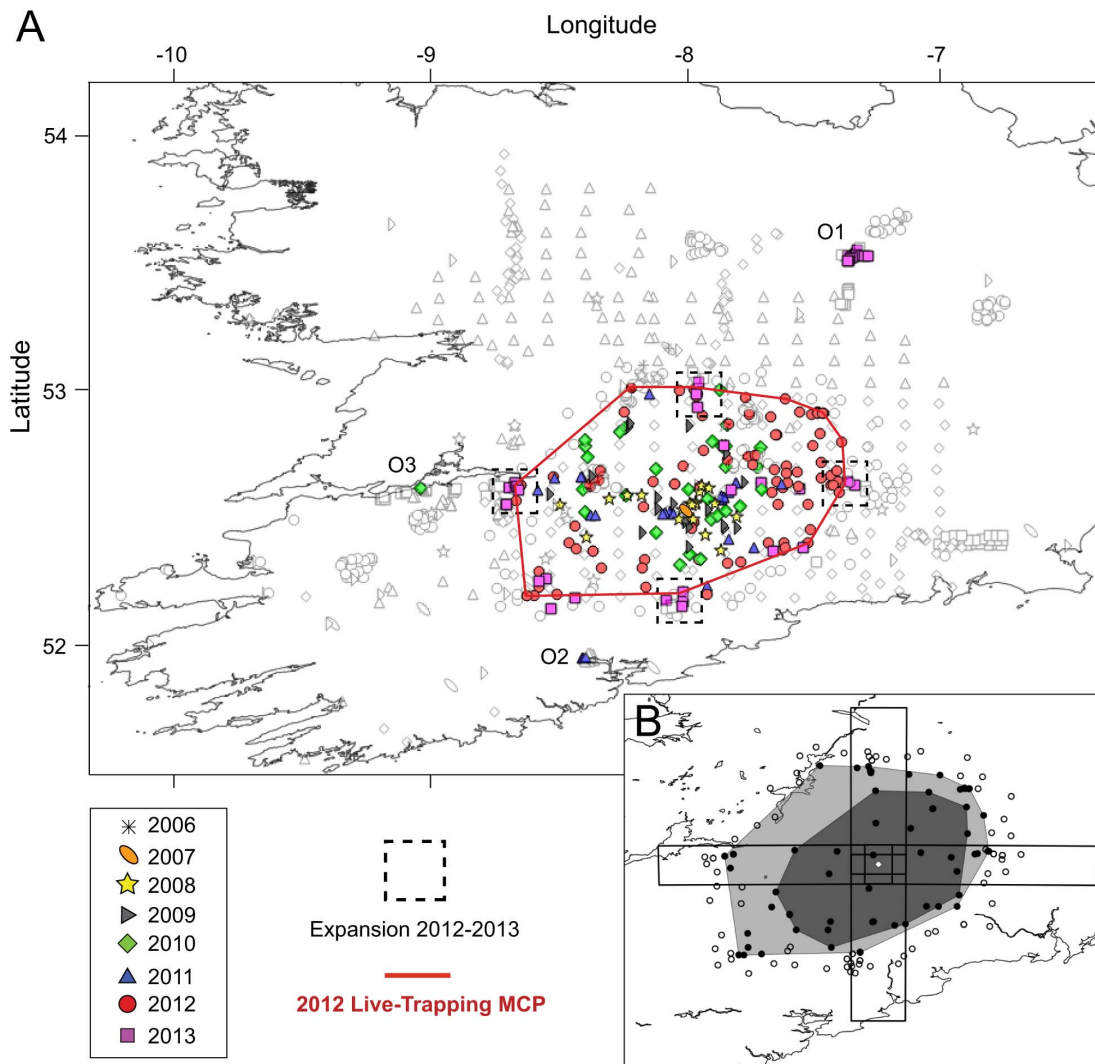 A
Longitude
-10 -9 -8 -7
54
O1
53
Latitude
O3
52
O2
B
2006
2007
2008
2009
2010
2011
2012
2013
Expansion 2012-2013
2012 Live-Trapping MCP